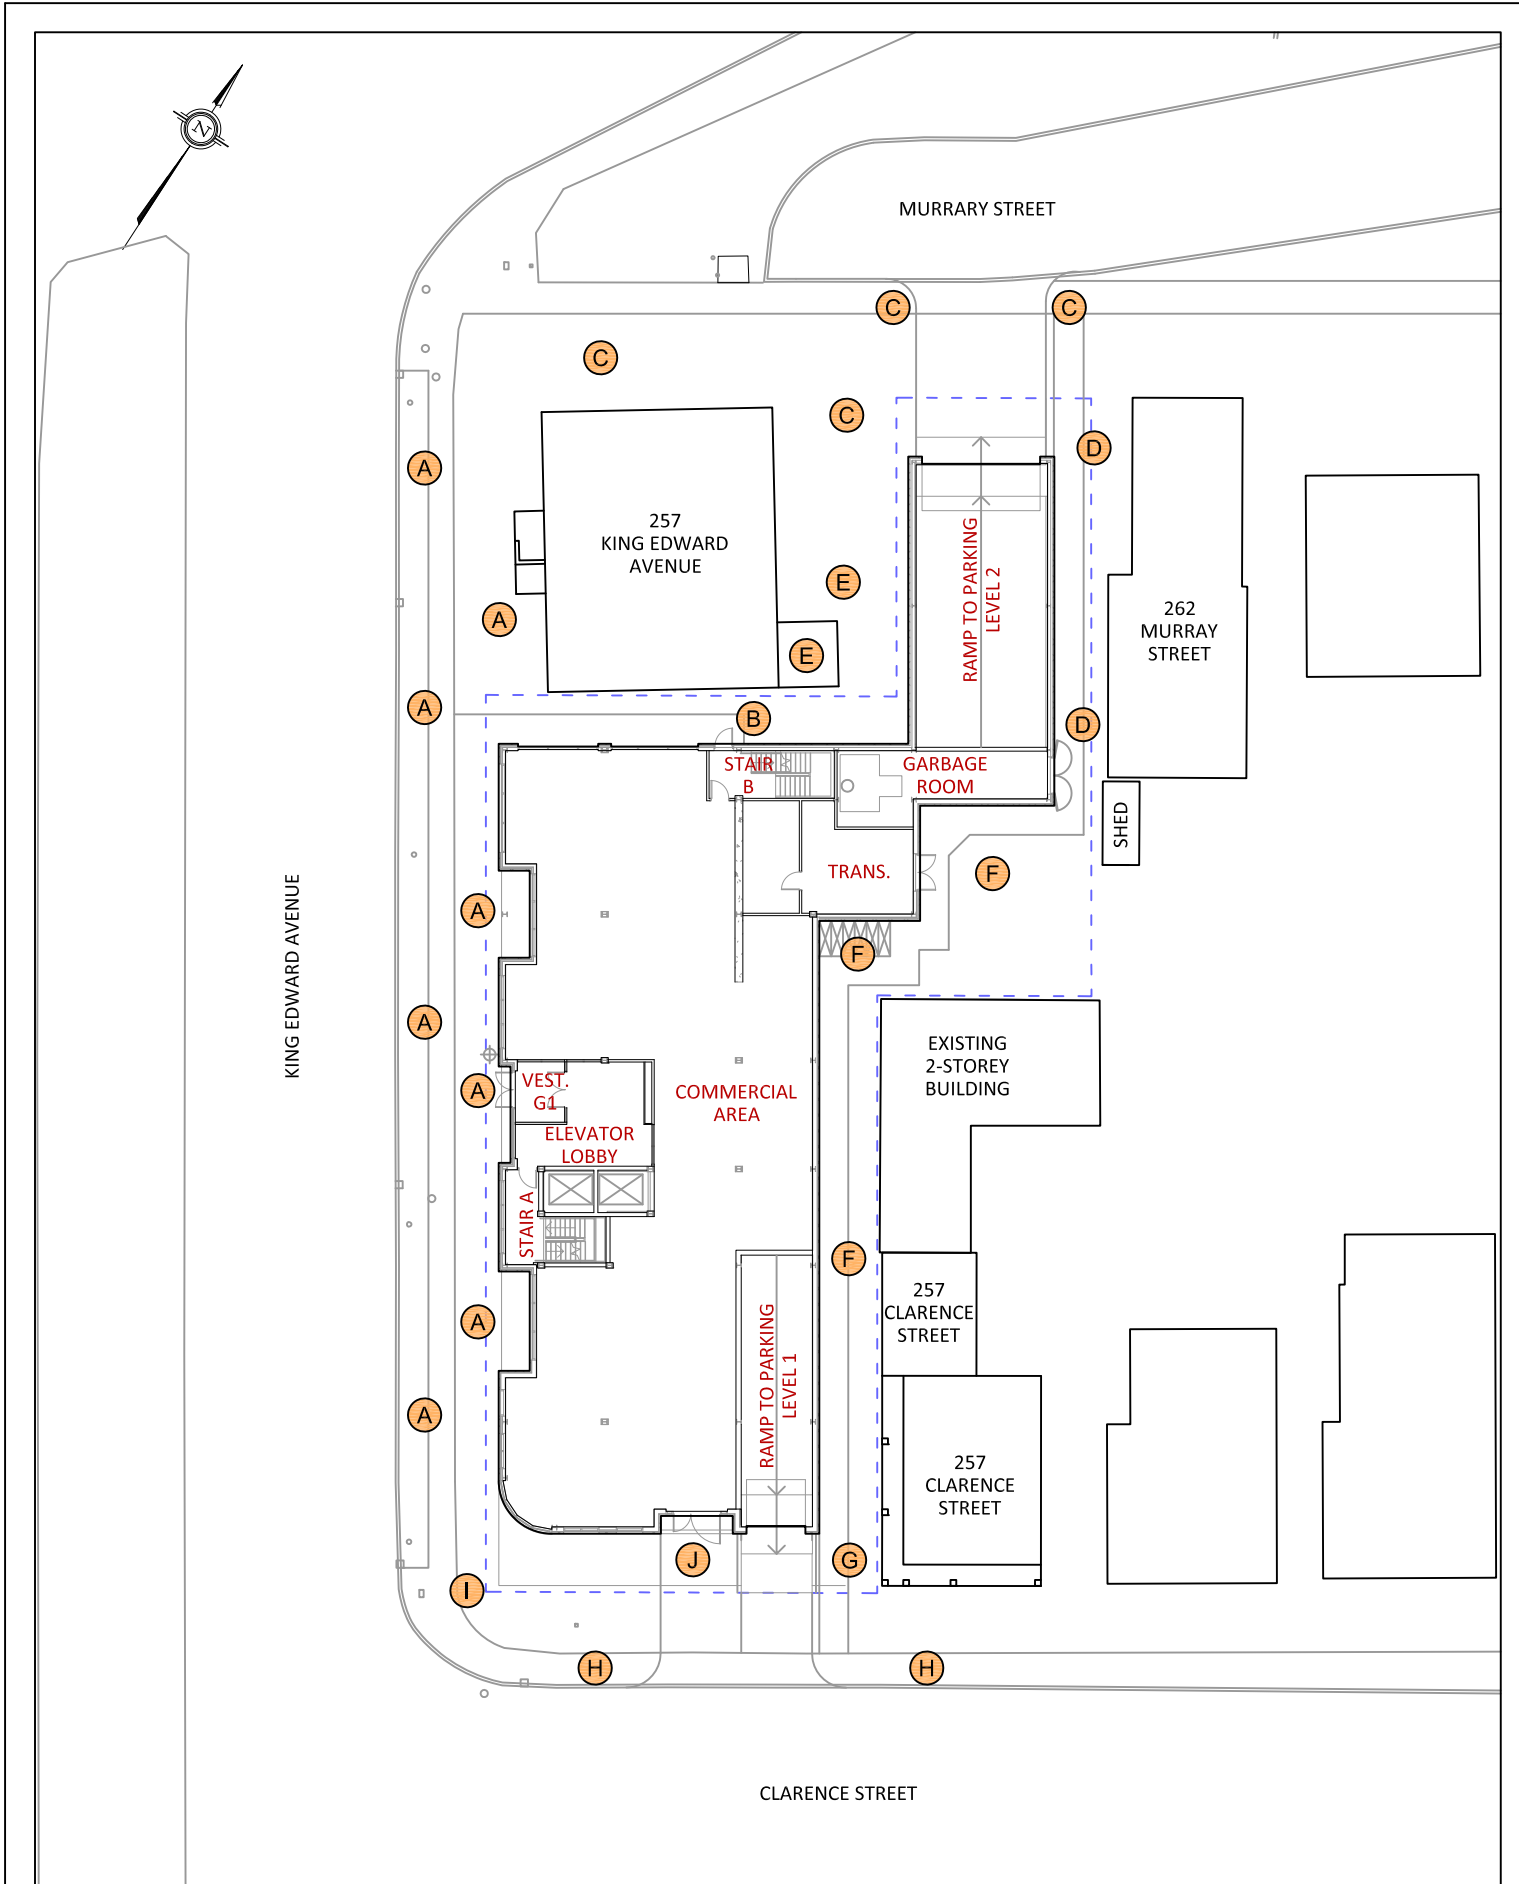 N
MURRARY STREET
C
C
C
C
D
A
257
KING EDWARD
AVENUE
E
RAMP TO PARKING
LEVEL 2
262
MURRAY
STREET
A
E
A
B
D
STAIR
B
GARBAGE
ROOM
SHED
TRANS.
F
A
F
KING EDWARD AVENUE
A
EXISTING
2-STOREY
BUILDING
A
VEST.
G1
COMMERCIAL
AREA
ELEVATOR
LOBBY
STAIR A
F
257
CLARENCE
STREET
A
RAMP TO PARKING
LEVEL 1
A
257
CLARENCE
STREET
J
G
I
H
H
CLARENCE STREET